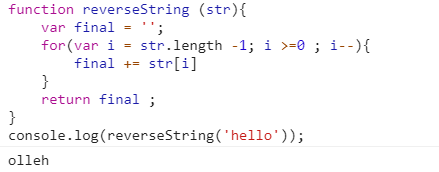 function reverseString (str){
    var final = '';
    for(var i = str.length -1; i >=0 ; i--){
        final += str[i]
    }
    return final ;
}
console.log(reverseString('hello'));
olleh